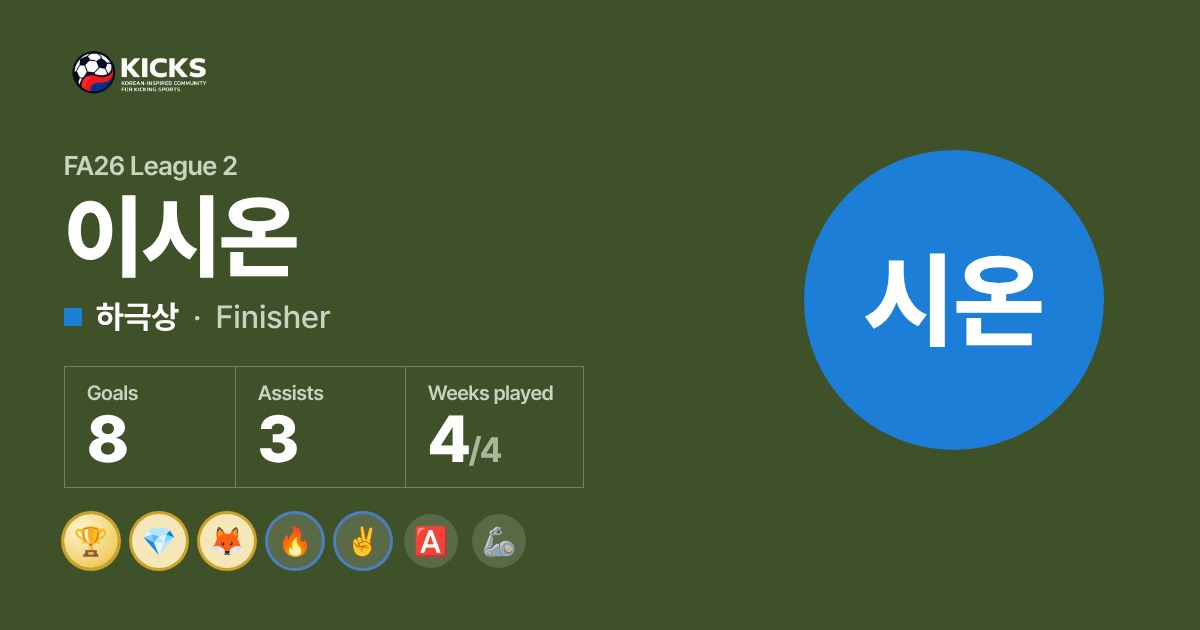 KICKS
KOREAN-INSPIRED COMMUNITY
FOR KICKING SPORTS
FA26 League 2
이시온
하극상 · Finisher
Goals
8
Assists
3
Weeks played
4/4
A
시온